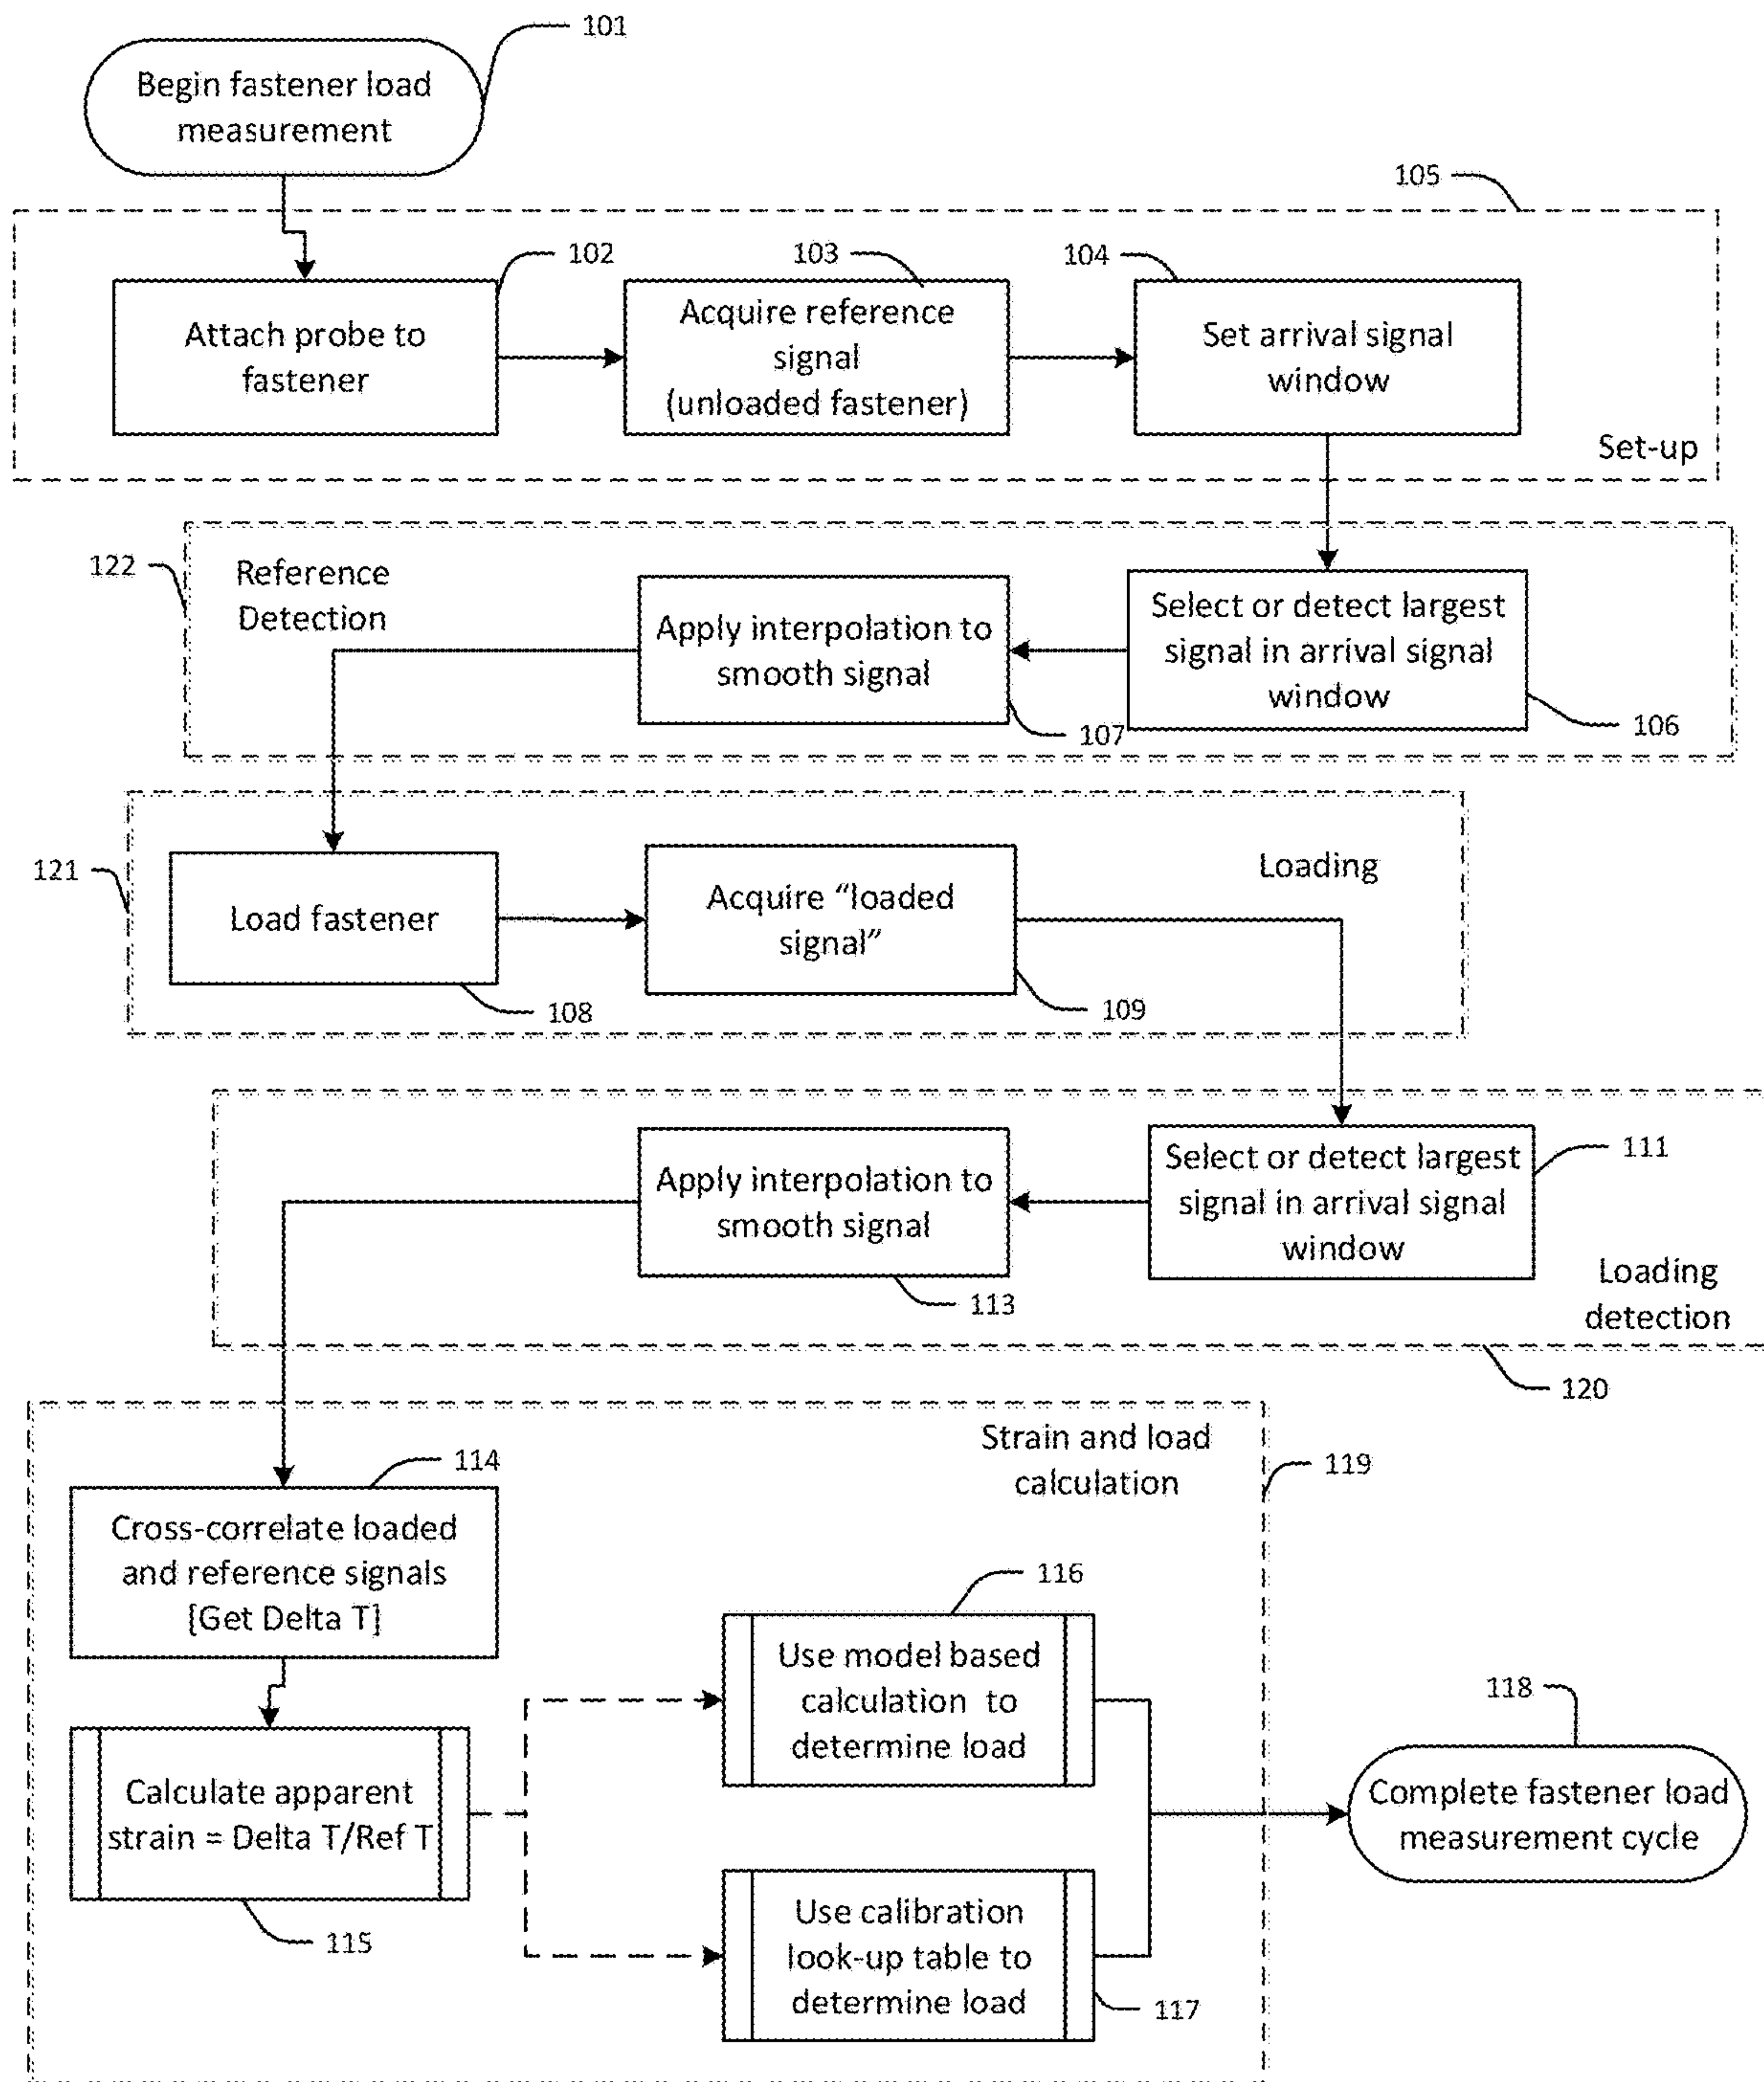 101
Begin fastener load
measurement
105
102
103
104
Attach probe to
fastener
Acquire reference
signal
(unloaded fastener)
Set arrival signal
window
Set-up
122
Reference
Detection
Apply interpolation to
smooth signal
107
Select or detect largest
signal in arrival signal
window
106
121
Load fastener
108
Acquire “loaded
signal”
109
Loading
Apply interpolation to
smooth signal
113
Select or detect largest
signal in arrival signal
window
111
Loading
detection
120
Strain and load
calculation
119
114
Cross-correlate loaded
and reference signals
[Get Delta T]
Calculate apparent
strain = Delta T/Ref T
115
116
Use model based
calculation to
determine load
Use calibration
look-up table to
determine load
117
118
Complete fastener load
measurement cycle